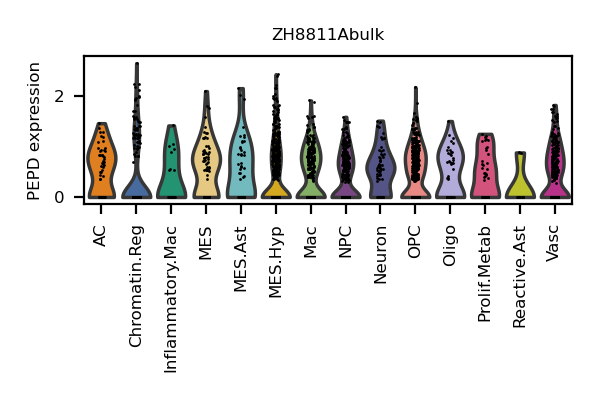 ZH8811Abulk
PEPD expression
2
0
AC
Chromatin.Reg
Inflammatory.Mac
MES
MES.Ast
MES.Hyp
Mac
NPC
Neuron
OPC
Oligo
Prolif.Metab
Reactive.Ast
Vasc